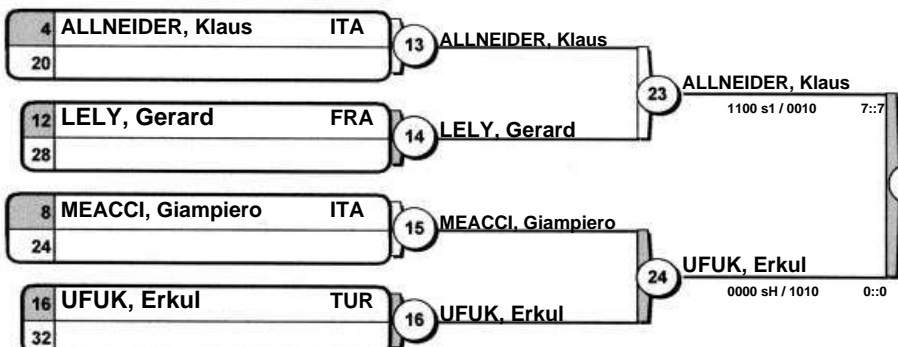 4 ALLNEIDER, Klaus ITA
20
13 ALLNEIDER, Klaus
12 LELY, Gerard FRA
28
14 LELY, Gerard
23 ALLNEIDER, Klaus
1100 s1 / 0010 7::7
8 MEACCI, Giampiero ITA
24
15 MEACCI, Giampiero
16 UFUK, Erkul TUR
32
16 UFUK, Erkul
24 UFUK, Erkul
0000 sH / 1010 0::0